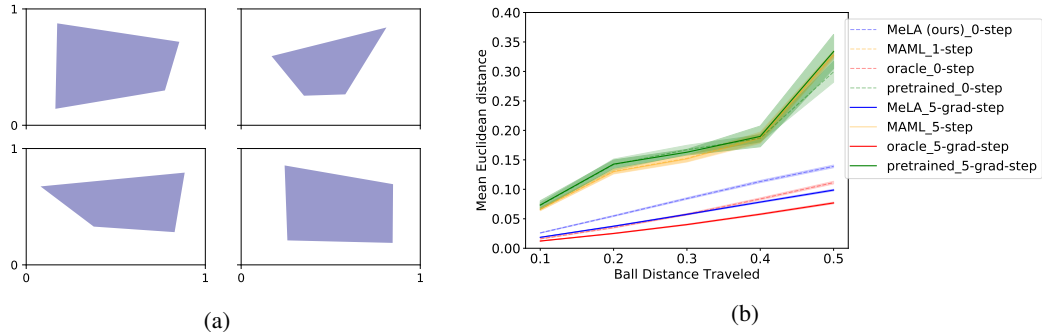 1
0
1
0
0
1
0
1
(a)
0.40
0.35
0.30
0.25
0.20
0.15
0.10
0.05
0.00
Mean Euclidean distance
0.1
0.2
0.3
0.4
0.5
Ball Distance Traveled
MeLA (ours)_0-step
MAML_1-step
oracle_0-step
pretrained_0-step
MeLA_5-grad-step
MAML_5-step
oracle_5-grad-step
pretrained_5-grad-step
(b)